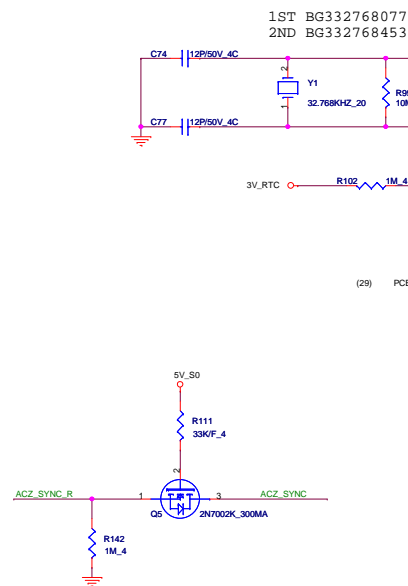 1ST BG332768077
2ND BG332768453
C74 12P/50V_4C
2
Y1
1
32.768KHZ_20
C77 12P/50V_4C
3V_RTC R102 1M_4
(29)
5V_S0
R111
33K/F_4
2
ACZ_SYNC_R 1 3 ACZ_SYNC
Q5 2N7002K_300MA
R142
1M_4